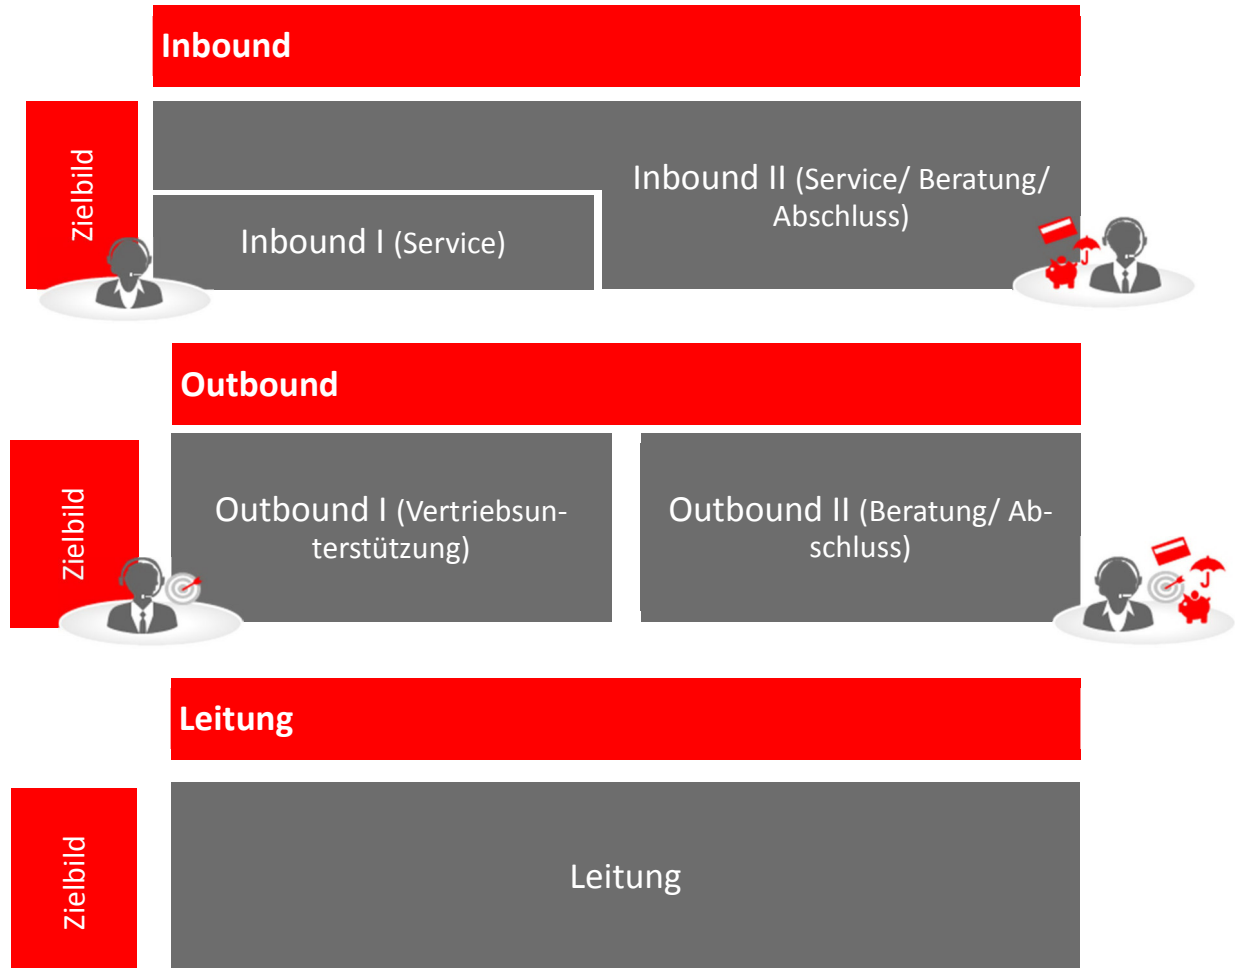 Inbound
Zielbild
Inbound II (Service/ Beratung/
Abschluss)
Inbound I (Service)
Outbound
Zielbild
Outbound I (Vertriebsun-
terstützung)
Outbound II (Beratung/ Ab-
schluss)
Leitung
Zielbild
Leitung